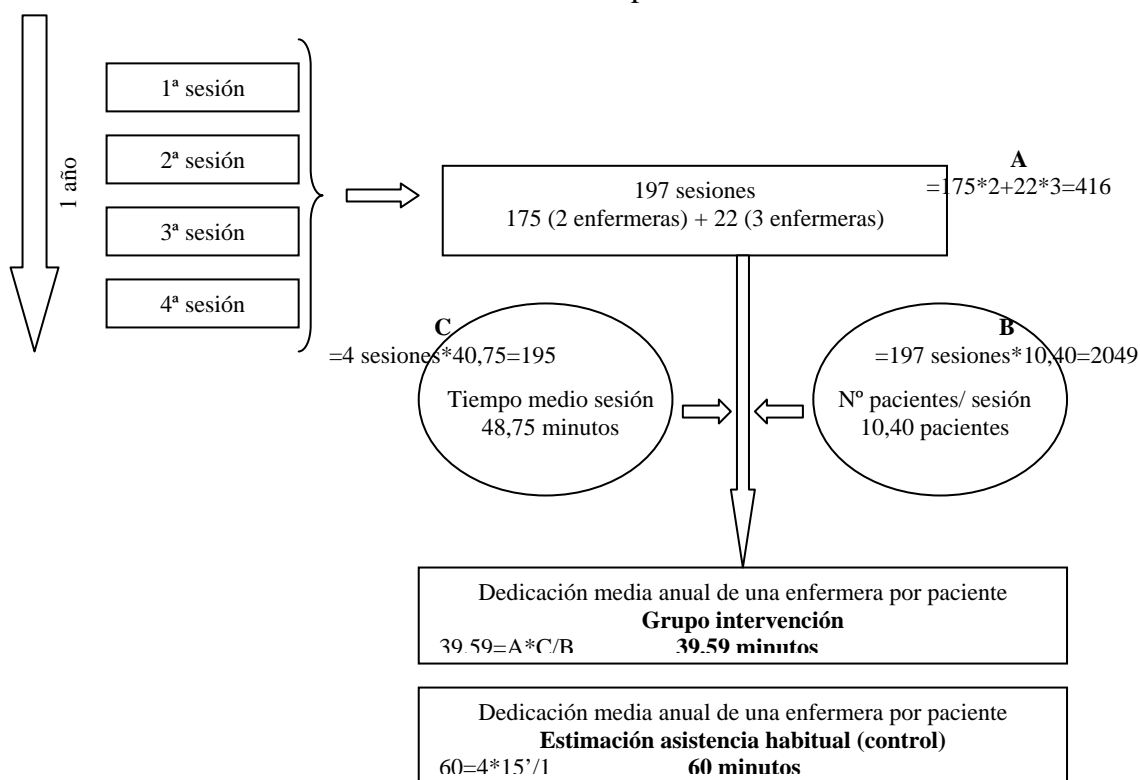 1 año
1ª sesión
2ª sesión
3ª sesión
4ª sesión
197 sesiones
175 (2 enfermeras) + 22 (3 enfermeras)
A
=175*2+22*3=416
C
=4 sesiones*40,75=195
Tiempo medio sesión
48,75 minutos
B
=197 sesiones*10,40=2049
Nº pacientes/ sesión
10,40 pacientes
Dedicación media anual de una enfermera por paciente
Grupo intervención
39.59=A*C/B 39.59 minutos
Dedicación media anual de una enfermera por paciente
Estimación asistencia habitual (control)
60=4*15’/1 60 minutos